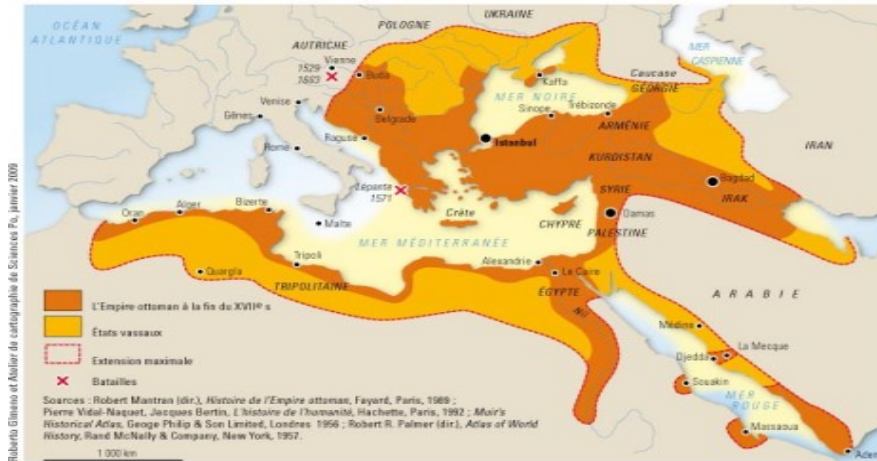 OCÉAN
ATLANTIQUE
POLOGNE
UKRAINE
AUTRICHE
Vienne
1529
1683
Buda
Kaffa
Caucase
GÉORGIE
MER
CASPIENNE
Venise
Gênes
Belgrade
MER NOIRE
Sinope
Trébizonde
Raguse
Rome
Istanbul
ARMÉNIE
IRAN
KURDISTAN
Lépante
1571
Bagdad
SYRIE
IRAK
Oran
Alger
Bizerte
Malte
Crète
CHYPRE
Damas
PALESTINE
MER MÉDITERRANÉE
Tripoli
Alexandrie
Quargla
TRIPOLITAINE
Le Caire
ÉGYPTE
Nil
ARABIE
Médine
La Mecque
Djedda
Souakin
MER
ROUGE
Massaoua
Aden
L'Empire ottoman à la fin du XVIIe s
États vassaux
Extension maximale
Batailles
Sources : Robert Mantran (dir.), Histoire de l'Empire ottoman, Fayard, Paris, 1989 ;
Pierre Vidal-Naquet, Jacques Bertin, L'histoire de l'humanité, Hachette, Paris, 1992 ; Muir's
Historical Atlas, Geoge Philip & Son Limited, Londres 1956 ; Robert R. Palmer (dir.), Atlas of World
History, Rand McNally & Company, New York, 1957.
1 000 km
Roberto Gimeno et Atelier de cartographie de Sciences Po, janvier 2009